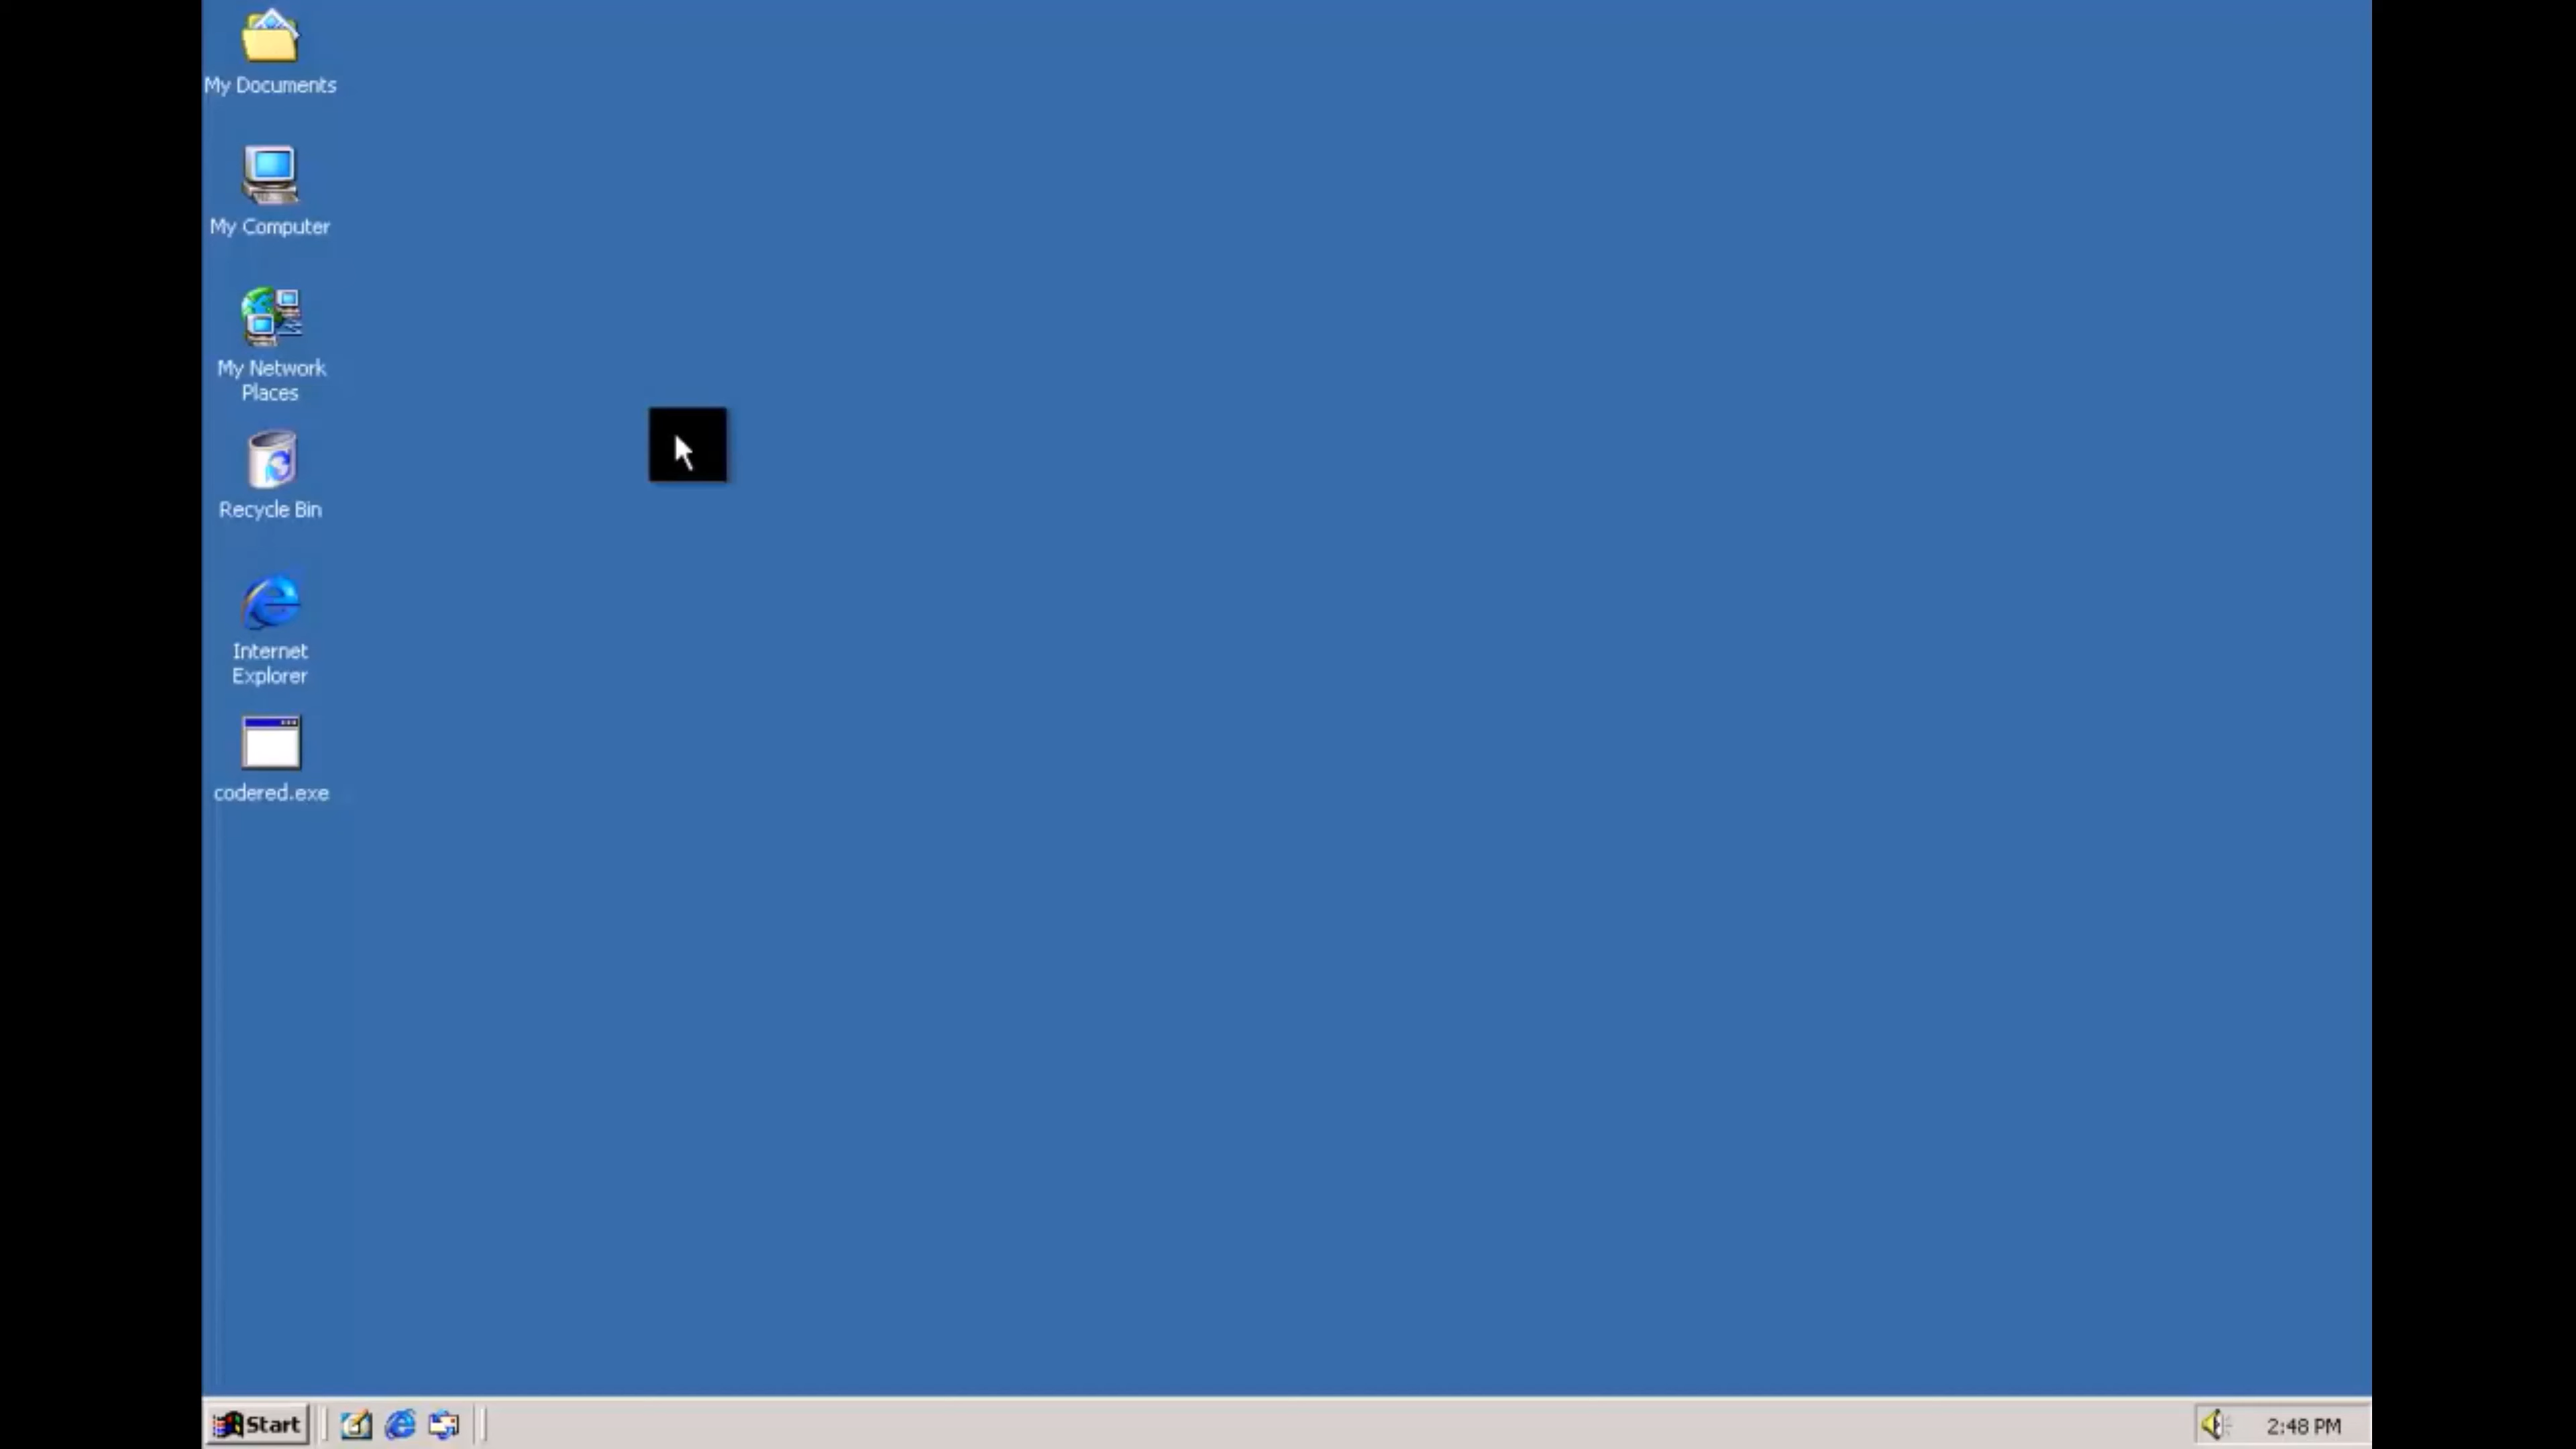 My Documents
My Computer
My Network
Places
Recycle Bin
Internet
Explorer
codered.exe
Start
2:48 PM